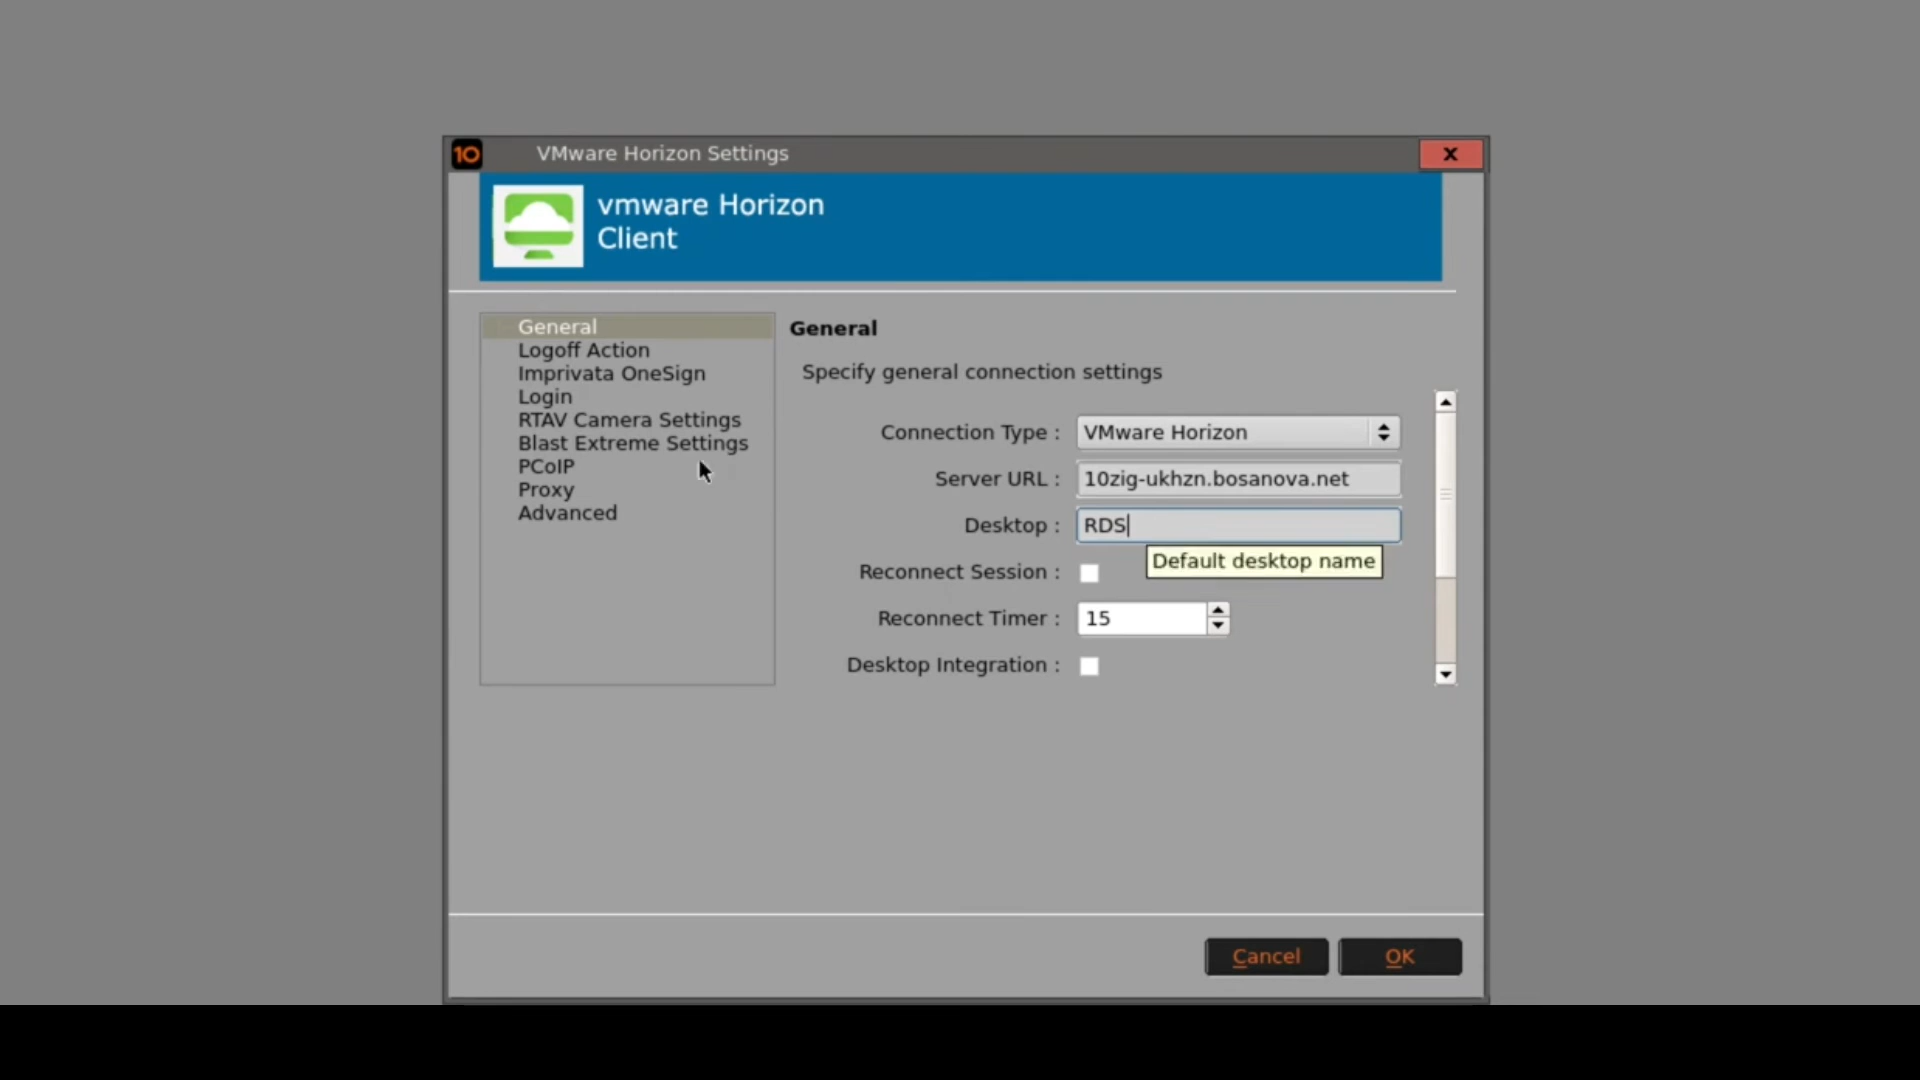 10
VMware Horizon Settings
X
vmware Horizon
Client
General
Logoff Action
Imprivata OneSign
Login
RTAV Camera Settings
Blast Extreme Settings
PCoIP
Proxy
Advanced
General
Specify general connection settings
Connection Type : VMware Horizon
Server URL : 10zig-ukhzn.bosanova.net
Desktop : RDS
Default desktop name
Reconnect Session :
Reconnect Timer : 15
Desktop Integration :
Cancel OK